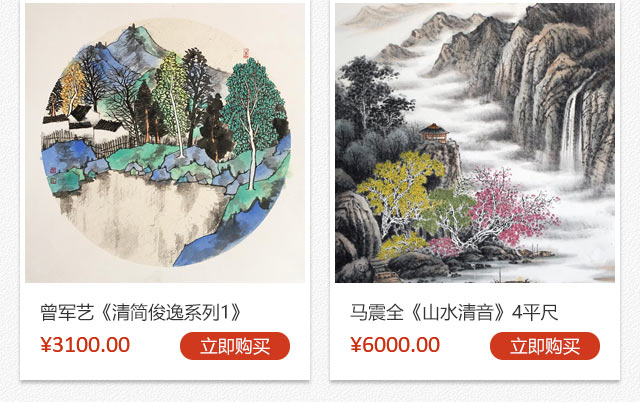 曾军艺《清简俊逸系列1》
¥3100.00
立即购买
马震全《山水清音》4平尺
¥6000.00
立即购买